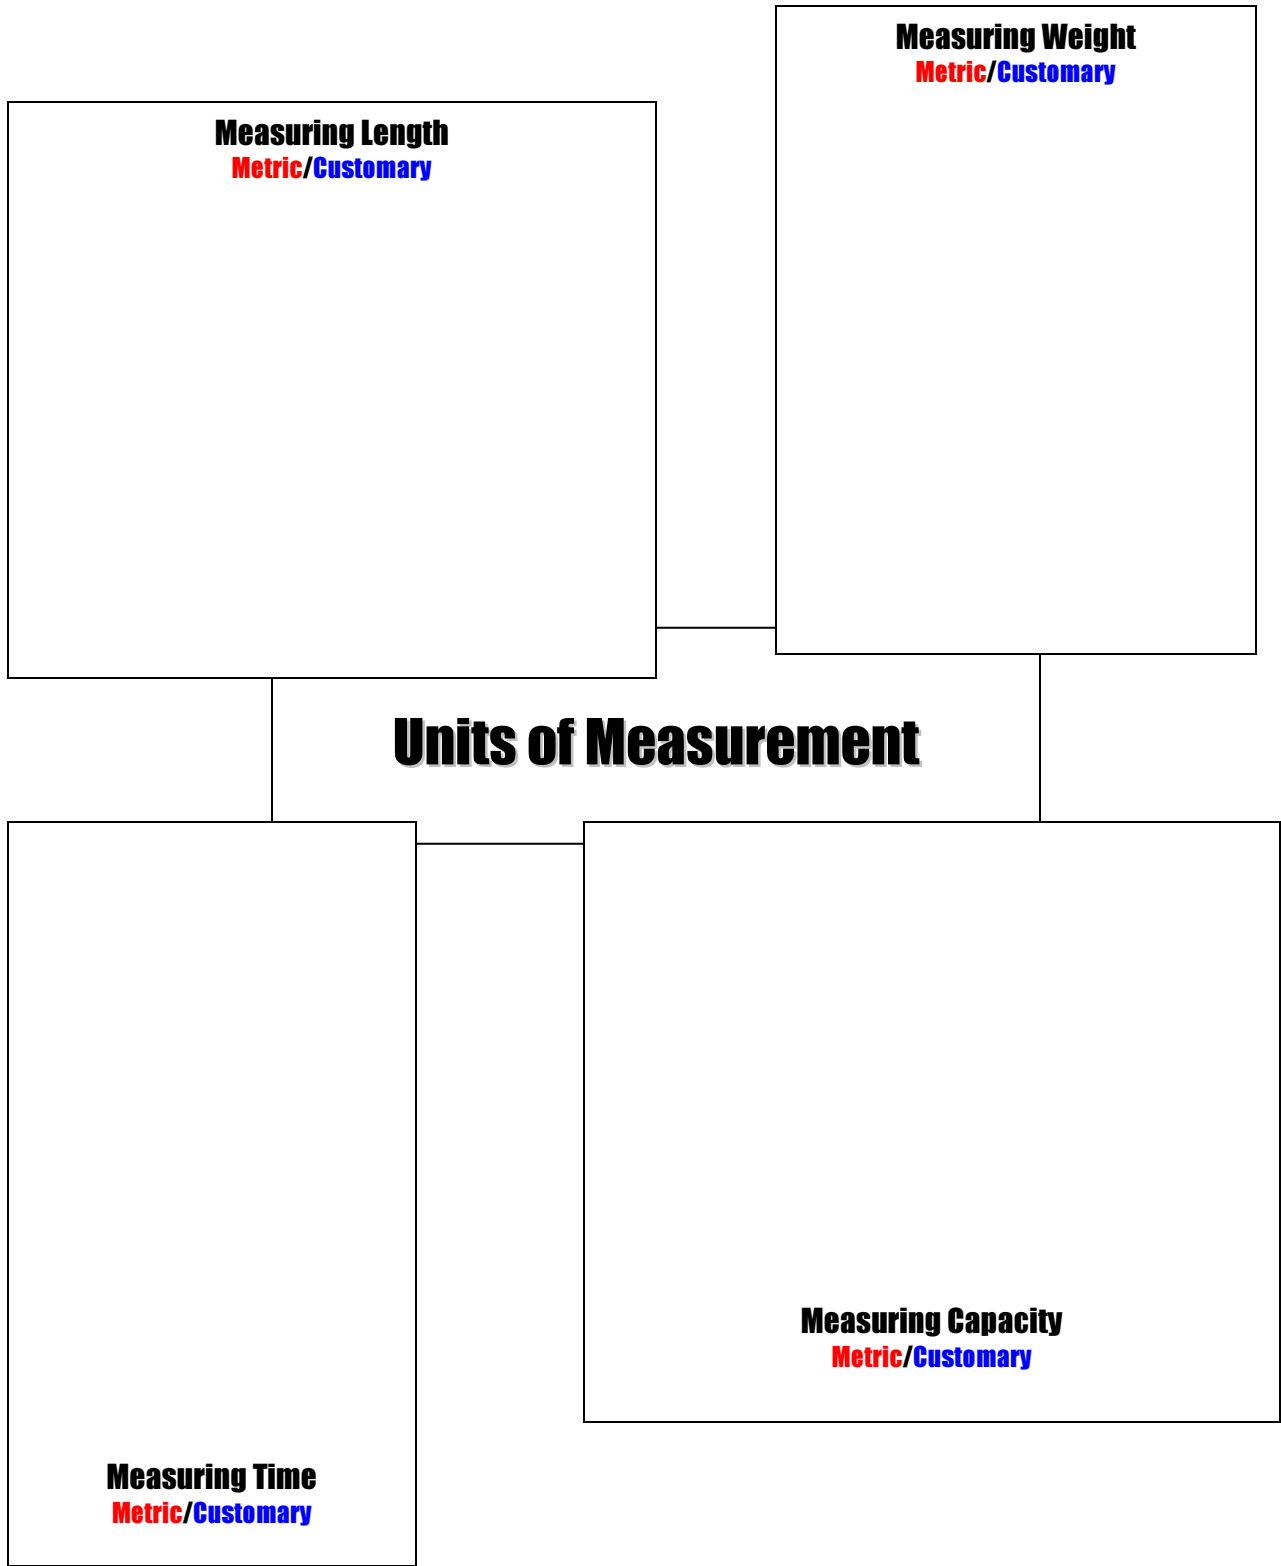 Measuring Weight
Metric/Customary
Measuring Length
Metric/Customary
Units of Measurement
Measuring Capacity
Metric/Customary
Measuring Time
Metric/Customary